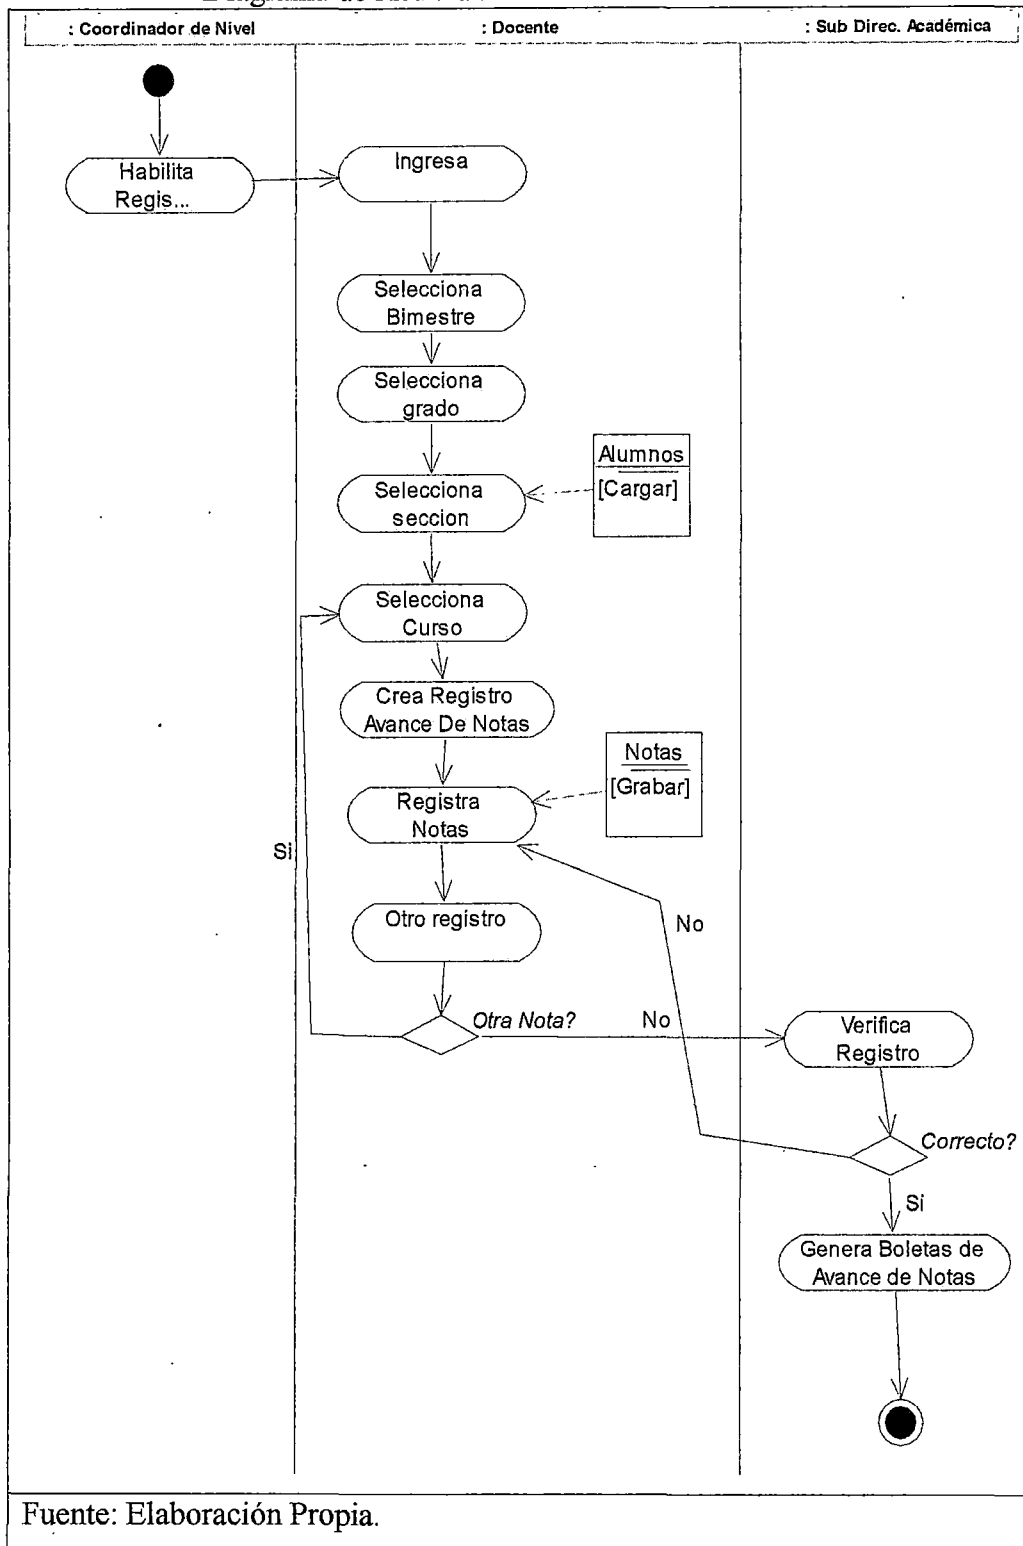 : Coordinador de Nivel
: Docente
: Sub Direc. Académica
Habilita
Regis...
Ingresa
Selecciona
Bimestre
Selecciona
grado
Alumnos
[Cargar]
Selecciona
seccion
Selecciona
Curso
Crea Registro
Avance De Notas
Notas
[Grabar]
Registra
Notas
Si
Otro registro
No
Otra Nota?
No
Verifica
Registro
Correcto?
Si
Genera Boletas de
Avance de Notas
Fuente: Elaboración Propia.